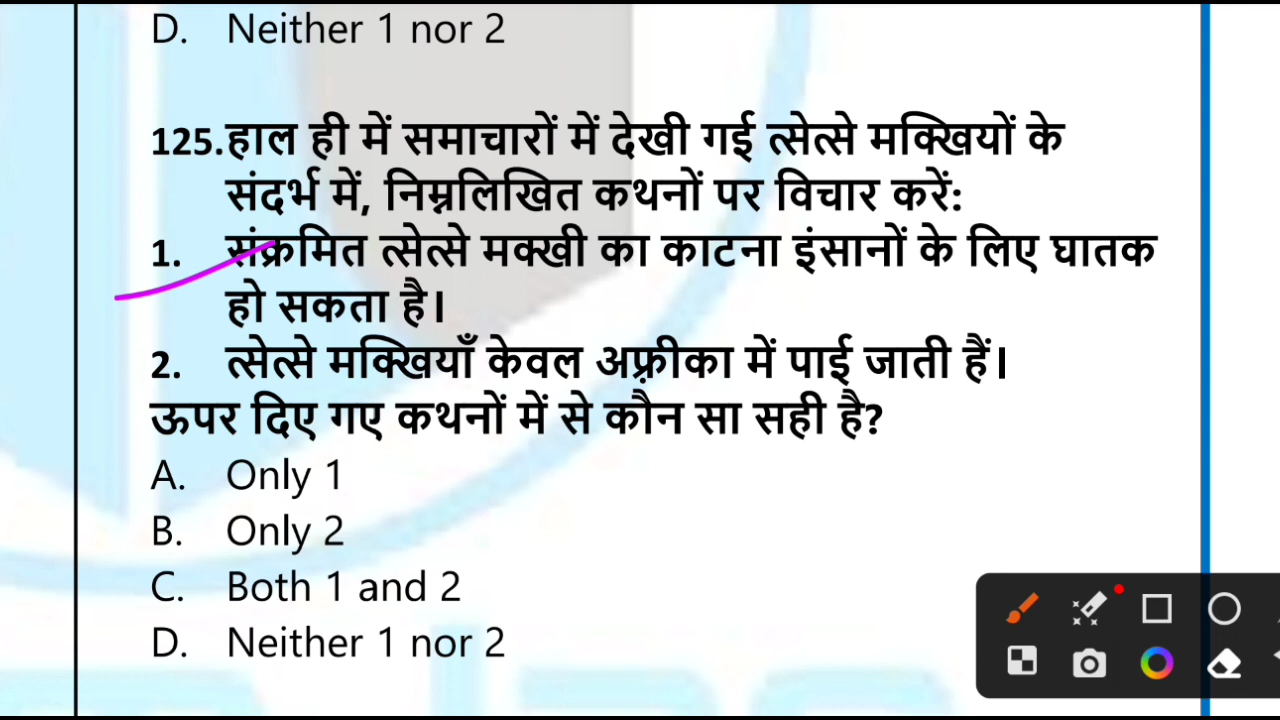 D. Neither 1 nor 2
125.हाल ही में समाचारों में देखी गई त्सेत्से मक्खियों के
संदर्भ में, निम्नलिखित कथनों पर विचार करें:
1. संक्रमित त्सेत्से मक्खी का काटना इंसानों के लिए घातक
हो सकता है।
2. त्सेत्से मक्खियाँ केवल अफ़्रीका में पाई जाती हैं।
ऊपर दिए गए कथनों में से कौन सा सही है?
A. Only 1
B. Only 2
C. Both 1 and 2
D. Neither 1 nor 2